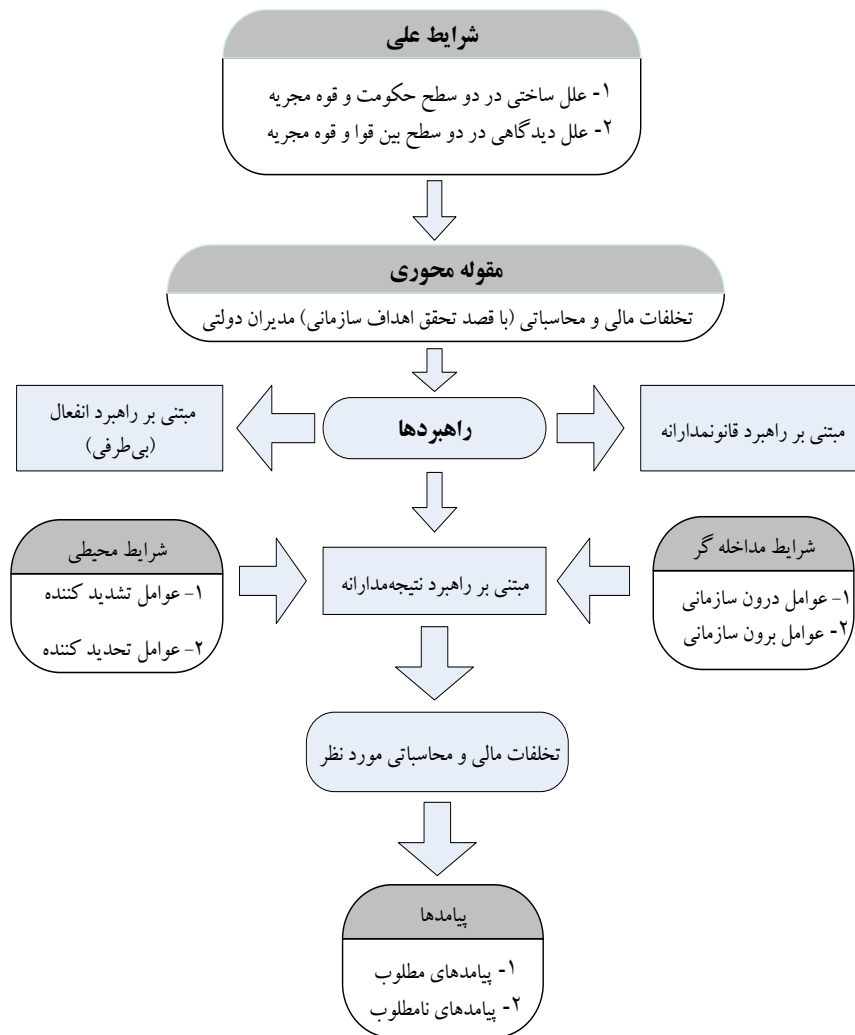 شرایط علی
۱- علل ساختی در دو سطح حکومت و قوه مجریه
۲- علل دیدگاهی در دو سطح بین قوا و قوه مجریه
مقوله محوری
تخلفات مالی و محاسباتی (با قصد تحقق اهداف سازمانی) مدیران دولتی
مبتنی بر راهبرد قانونمدارانه
راهبردها
مبتنی بر راهبرد انفعال
(بی‌طرفی)
شرایط مداخله گر
۱- عوامل درون سازمانی
۲- عوامل برون سازمانی
مبتنی بر راهبرد نتیجه‌مدارانه
شرایط محیطی
۱- عوامل تشدید کننده
۲- عوامل تحدید کننده
تخلفات مالی و محاسباتی مورد نظر
پیامدها
۱- پیامدهای مطلوب
۲- پیامدهای نامطلوب